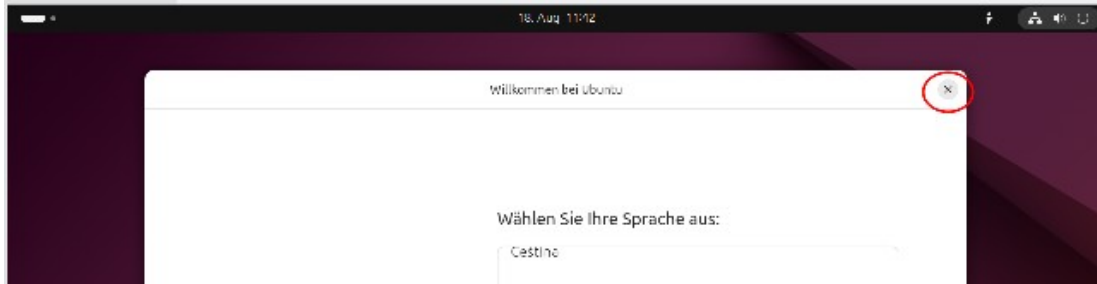 18. Aug 11:42
Willkommen bei Ubuntu
Wählen Sie Ihre Sprache aus:
Čeština